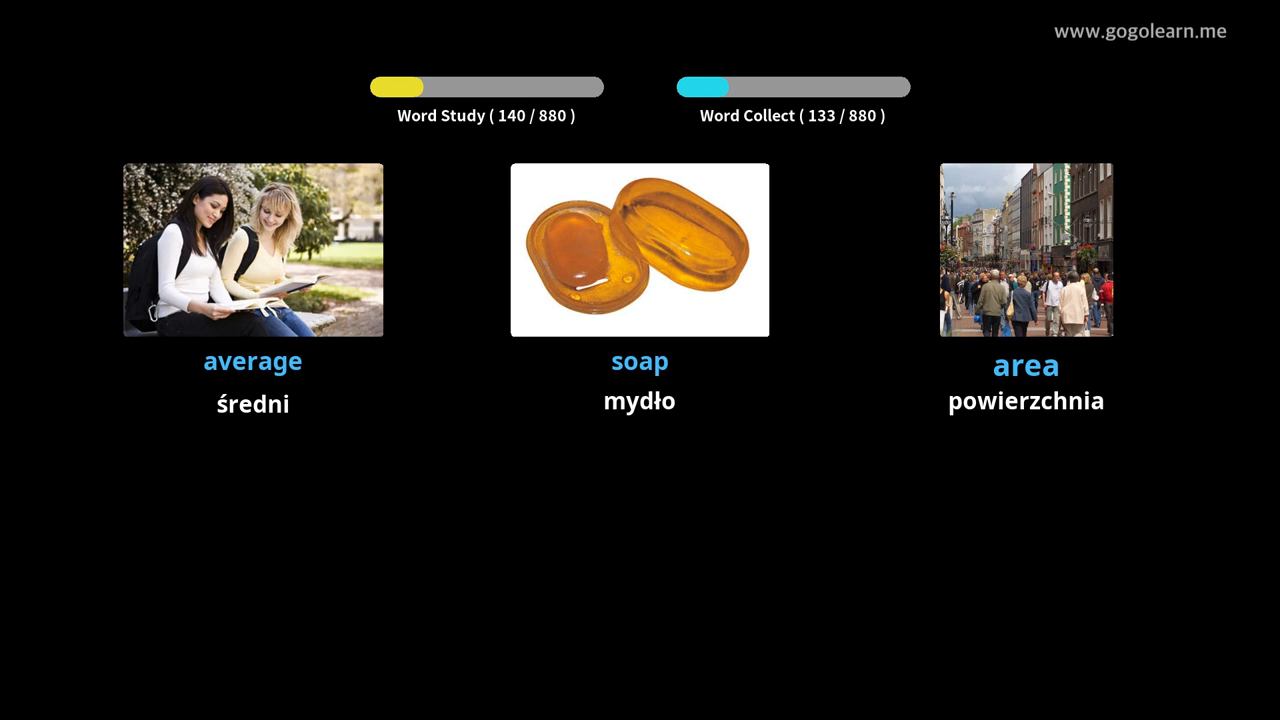 www.gogolearn.me
Word Study ( 140 / 880 )
Word Collect ( 133 / 880 )
average
średni
soap
mydło
area
powierzchnia